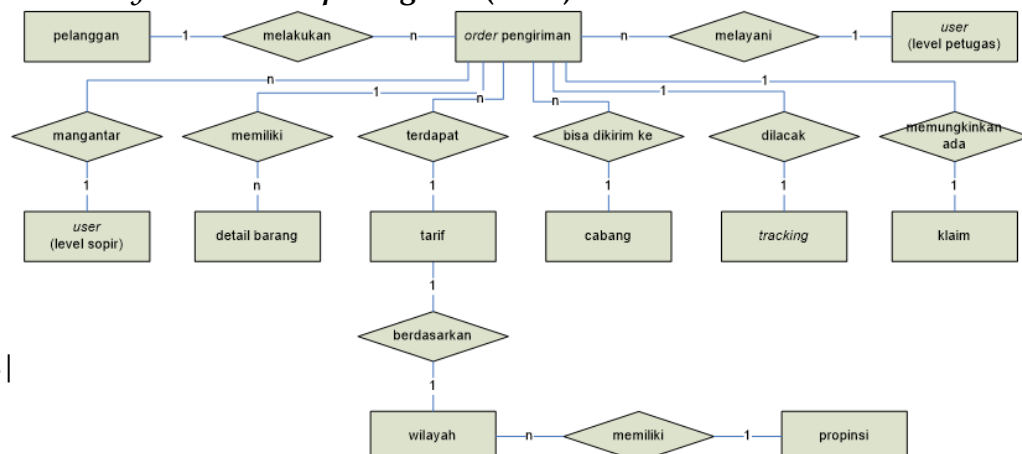 pelanggan 1 melakukan n order pengiriman n melayani 1 user
(level petugas)
n 1 n n 1 1
mangantar memiliki terdapat bisa dikirim ke dilacak memungkinkan
ada
1 n 1 1 1 1
user
(level sopir) detail barang tarif cabang tracking klaim
1
berdasarkan
1
wilayah n memiliki 1 propinsi